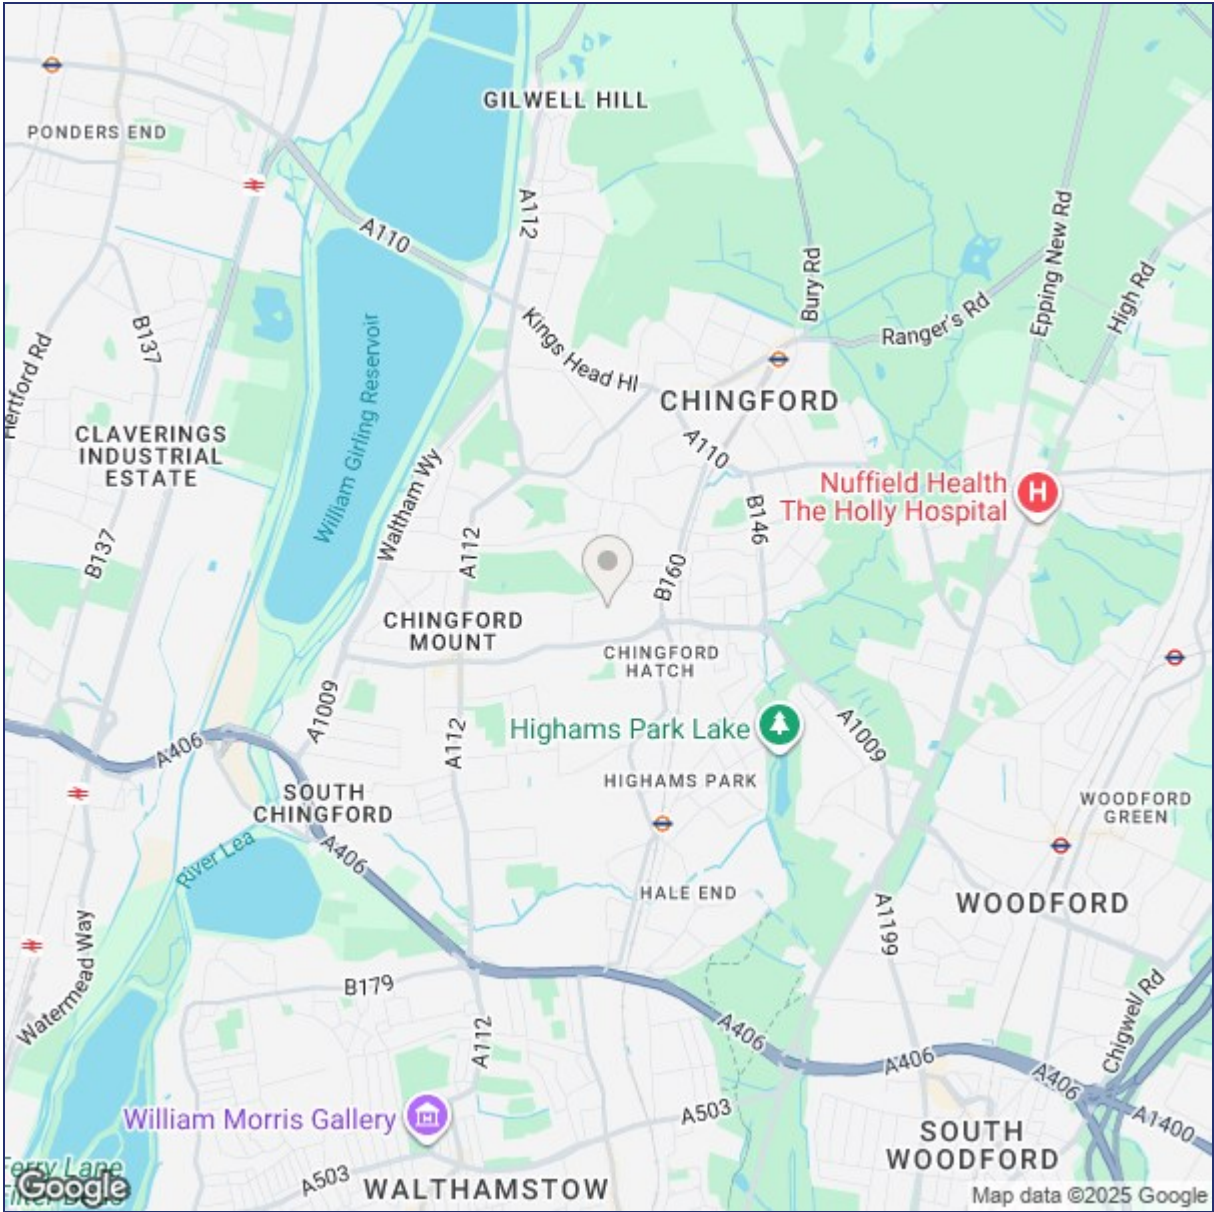 GILWELL HILL
PONDERS END
A112
A110
Bury Rd
Epping New Rd
High Rd
Ranger's Rd
B137
Hertford Rd
Kings Head Hl
William Girling Reservoir
CHINGFORD
CLAVERINGS
INDUSTRIAL
ESTATE
A110
Waltham Wy
Nuffield Health
The Holly Hospital
H
B146
B137
A112
B160
CHINGFORD
MOUNT
CHINGFORD
HATCH
A1009
A112
Highams Park Lake
A1009
A406
HIGHAMS PARK
SOUTH
CHINGFORD
WOODFORD
GREEN
River Lea
A406
HALE END
WOODFORD
A1199
Watermead Way
B179
Chigwell Rd
A112
A406
A406
A406
A1400
William Morris Gallery
A503
SOUTH
WOODFORD
A503
WALTHAMSTOW
erry Lane
Google
Map data ©2025 Google